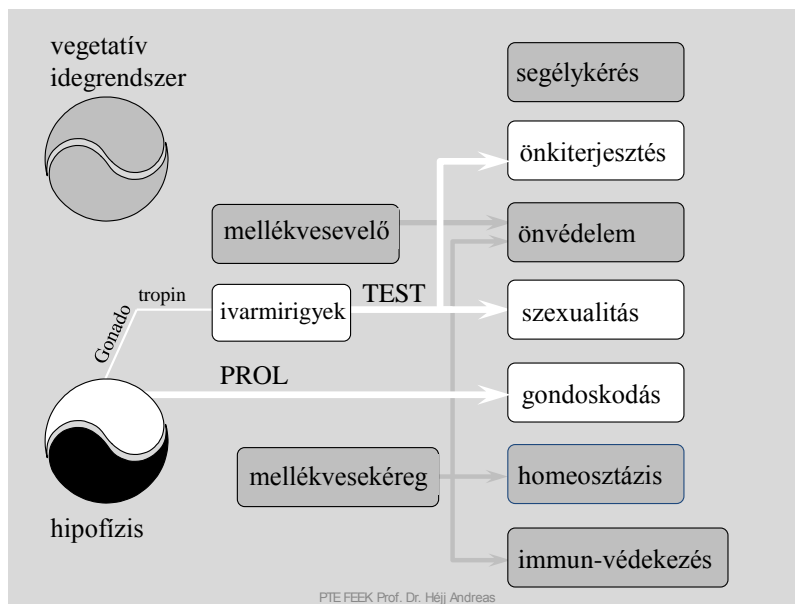 vegetatív
idegrendszer
segélykérés
önkiterjesztés
mellékvesevelő
önvédelem
Gonado
tropin
ivarmirigyek
TEST
szexualitás
PROL
gondoskodás
mellékvesekéreg
homeosztázis
hipofízis
immun-védekezés
PTE FEEK Prof. Dr. Héjj Andreas